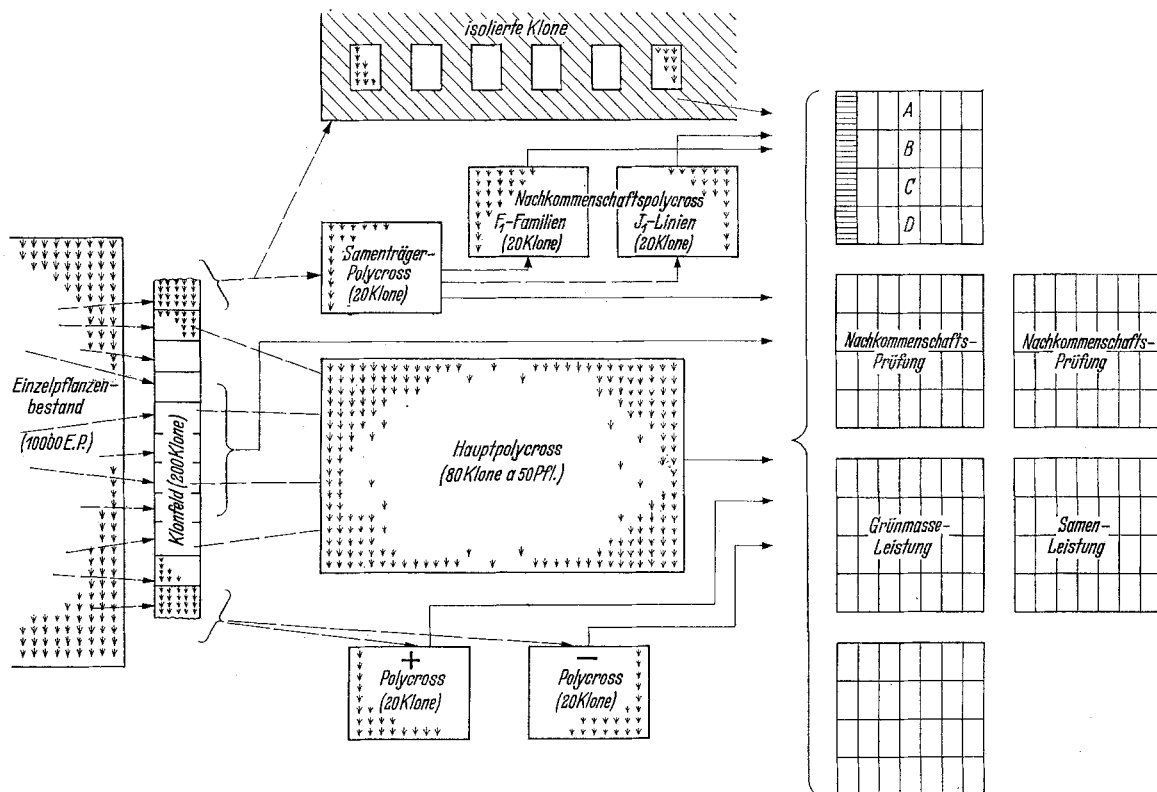 isolierte Klone
A
B
C
D
Nachkommenschaftspolycross
F₁-Familien
(20 Klone)
J₁-Linien
(20 Klone)
Samenträger-
Polycross
(20 Klone)
Einzelpflanzen-
bestand
(10000 E.P.)
Klonfeld (200 Klone)
Hauptpolycross
(80 Klone a 50 Pfl.)
Nachkommenschafts-
Prüfung
Nachkommenschafts-
Prüfung
Grünmasse-
Leistung
Samen-
Leistung
+
Polycross
(20 Klone)
−
Polycross
(20 Klone)